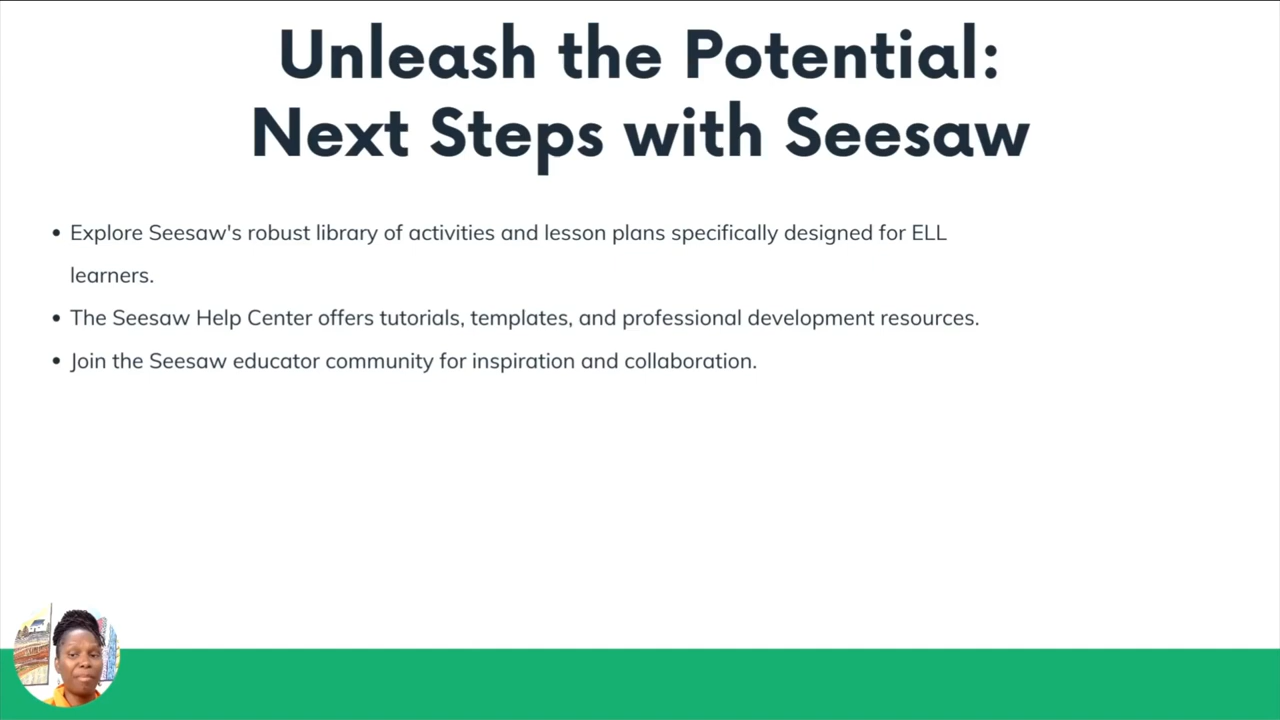 Unleash the Potential:
Next Steps with Seesaw
• Explore Seesaw's robust library of activities and lesson plans specifically designed for ELL
learners.
• The Seesaw Help Center offers tutorials, templates, and professional development resources.
• Join the Seesaw educator community for inspiration and collaboration.